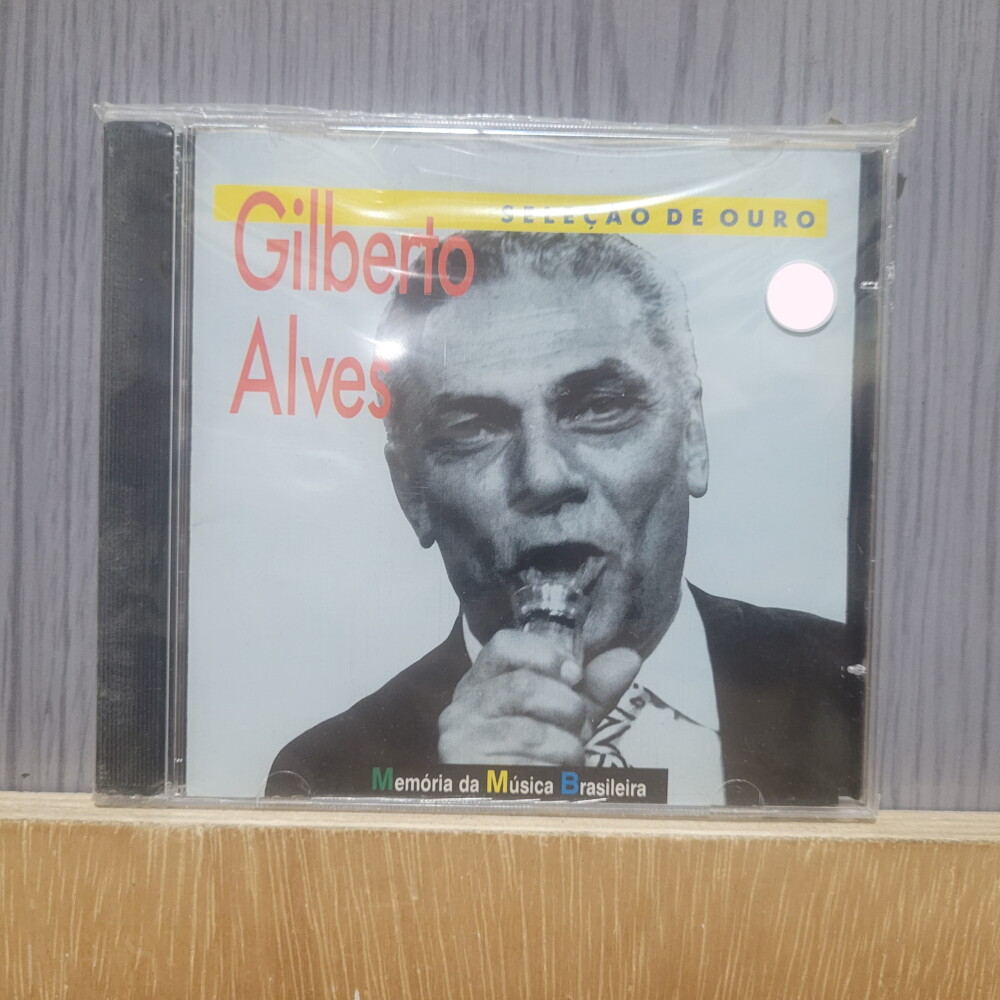 SELEÇÃO DE OURO
Gilberto
Alves
Memória da Música Brasileira